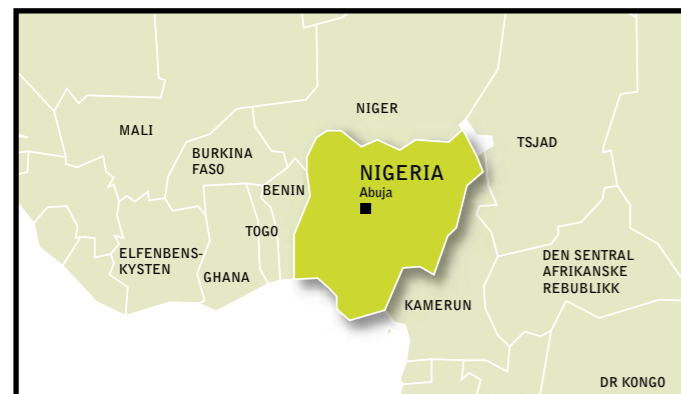 NIGER
MALI
TSJAD
BURKINA
FASO
NIGERIA
Abuja
BENIN
TOGO
ELFENBENS-
KYSTEN
GHANA
DEN SENTRAL
AFRIKANSKE
REBUBLIKK
KAMERUN
DR KONGO